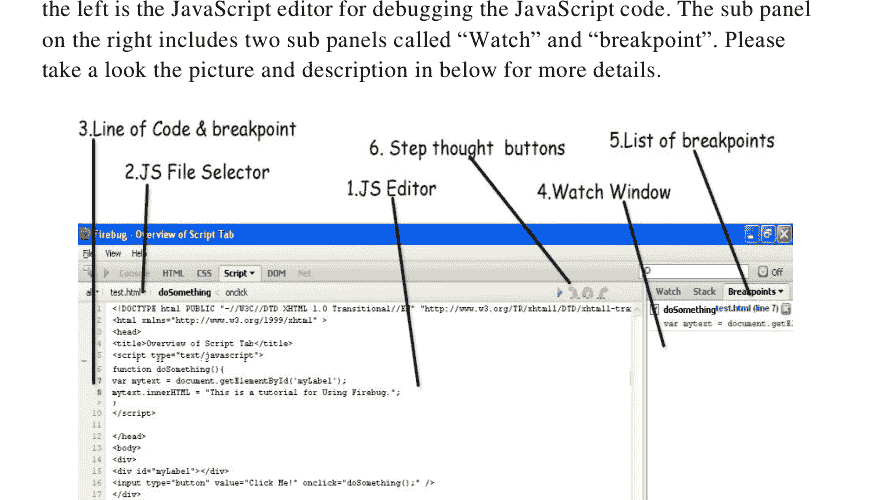 the left is the JavaScript editor for debugging the JavaScript code. The sub panel
on the right includes two sub panels called “Watch” and “breakpoint”. Please
take a look the picture and description in below for more details.
3.Line of Code & breakpoint
5.List of breakpoints
6. Step thought buttons
2.JS File Selector
1.JS Editor
4.Watch Window
Firebug - Overview of Script Tab
File View Help
Console HTML CSS Script DOM Net
Off
test.html doSomething < onclick
Watch Stack Breakpoints
1 <!DOCTYPE html PUBLIC "-//W3C//DTD XHTML 1.0 Transitional//EN" "http://www.w3.org/TR/xhtml1/DTD/xhtml1-tra
doSomething test.html (line 7)
2 <html xmlns="http://www.w3.org/1999/xhtml" >
var mytext = document.getE
3 <head>
4 <title>Overview of Script Tab</title>
5 <script type="text/javascript">
6 function doSomething(){
7 var mytext = document.getElementById('myLabel');
8 mytext.innerHTML = "This is a tutorial for Using Firebug.";
9 }
10 </script>
11
12 </head>
13 <body>
14 <div>
15 <div id="myLabel"></div>
16 <input type="button" value="Click Me!" onclick="doSomething();" />
17 </div>